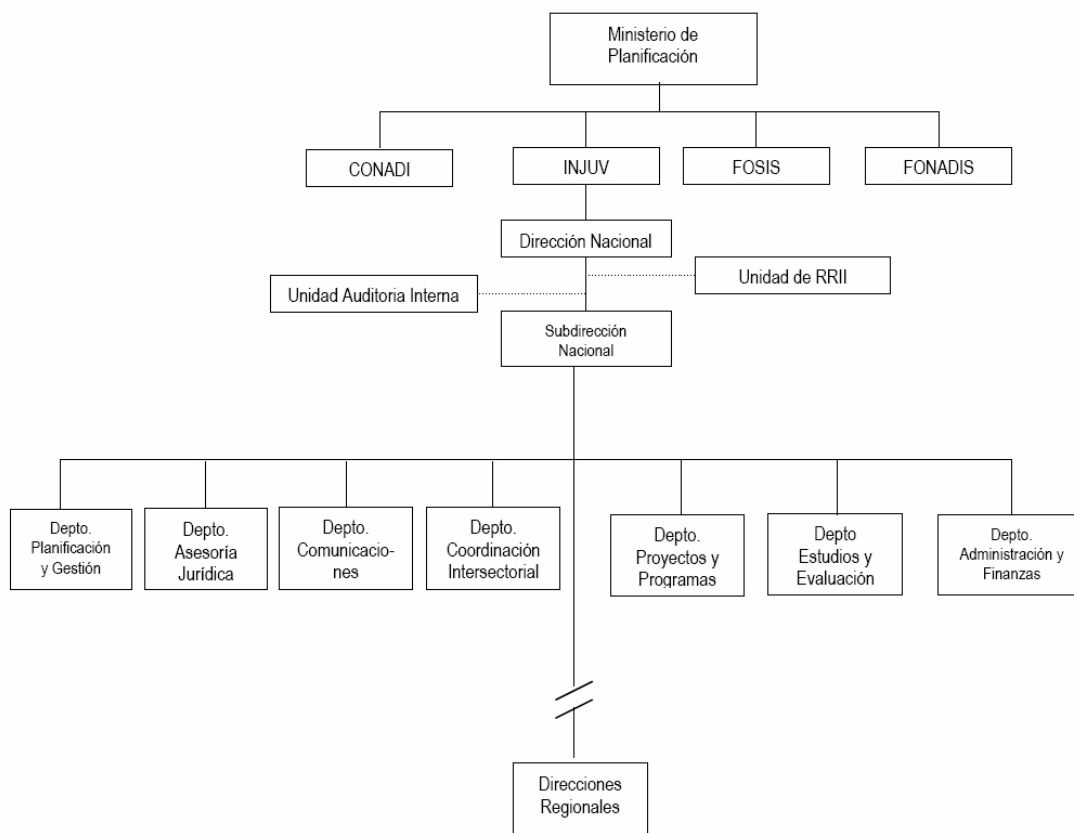 Ministerio de
Planificación
CONADI
INJUV
FOSIS
FONADIS
Dirección Nacional
Unidad de RRII
Unidad Auditoria Interna
Subdirección
Nacional
Depto.
Planificación
y Gestión
Depto.
Asesoría
Jurídica
Depto.
Comunicacio-
nes
Depto.
Coordinación
Intersectorial
Depto.
Proyectos y
Programas
Depto
Estudios y
Evaluación
Depto.
Administración y
Finanzas
Direcciones
Regionales